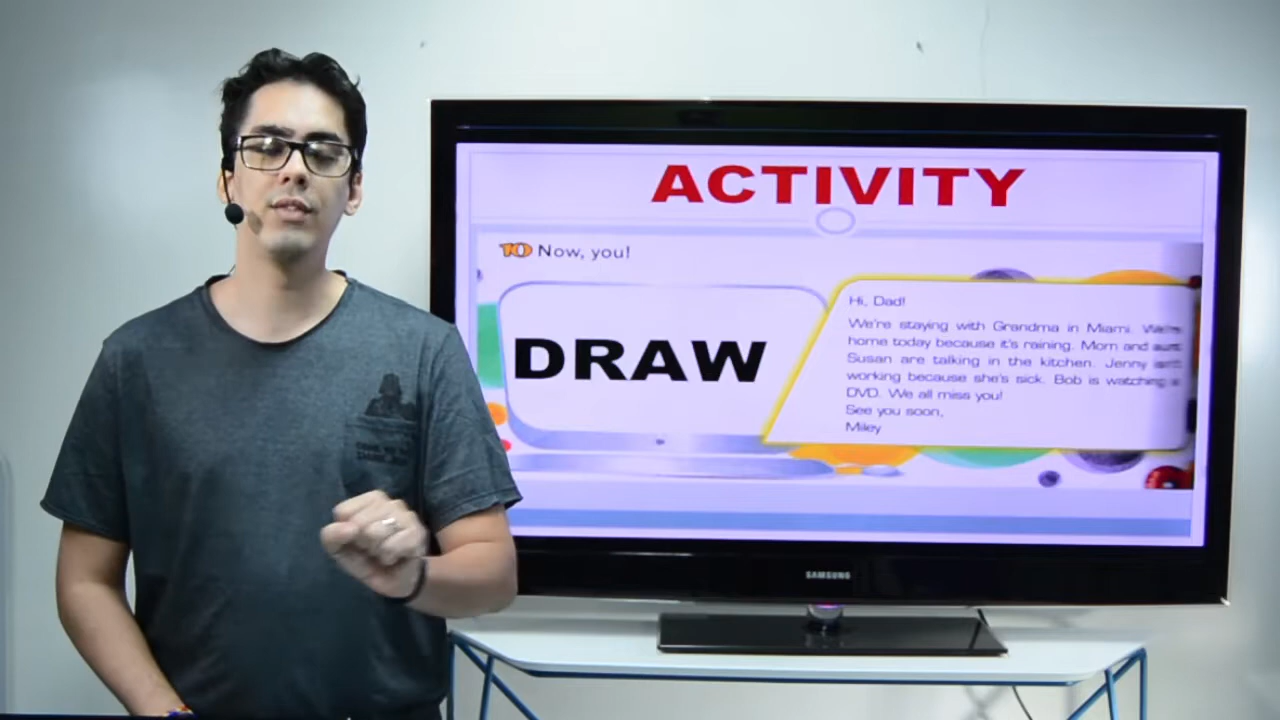 ACTIVITY
10 Now, you!
DRAW
Hi, Dad!
We're staying with Grandma in Miami. We're
home today because it's raining. Mom and aunt
Susan are talking in the kitchen. Jenny isn't
working because she's sick. Bob is watching a
DVD. We all miss you!
See you soon,
Miley
SAMSUNG